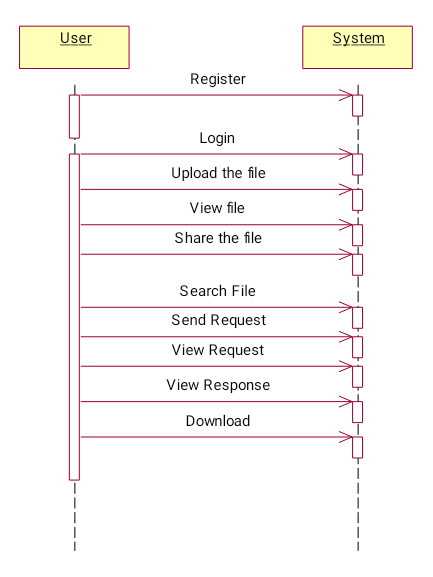 User
System
Register
Login
Upload the file
View file
Share the file
Search File
Send Request
View Request
View Response
Download